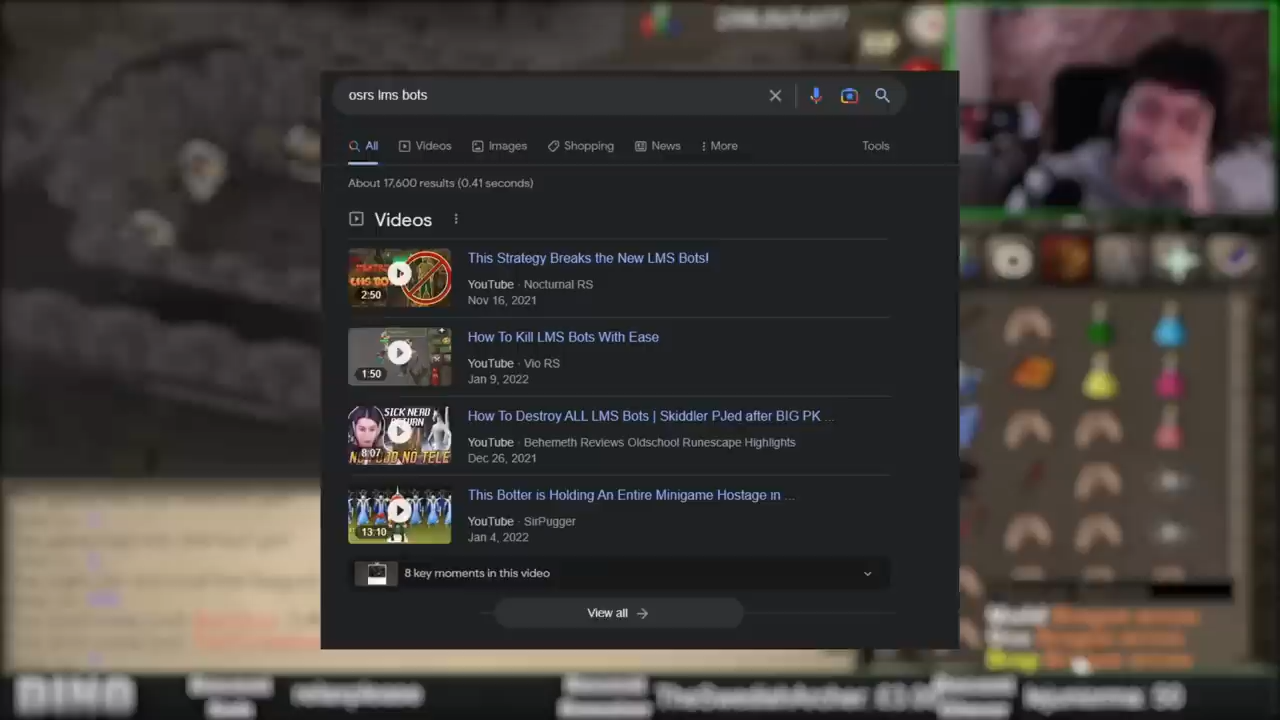 osrs lms bots
All Videos Images Shopping News More Tools
About 17,600 results (0.41 seconds)
Videos
This Strategy Breaks the New LMS Bots!
YouTube · Nocturnal RS
Nov 16, 2021
2:50
How To Kill LMS Bots With Ease
YouTube · Vio RS
Jan 9, 2022
1:50
How To Destroy ALL LMS Bots | Skiddler PJed after BIG PK ...
YouTube · Behemeth Reviews Oldschool Runescape Highlights
Dec 26, 2021
SICK NERD
RETURN
8:07
This Botter is Holding An Entire Minigame Hostage in ...
YouTube · SirPugger
Jan 4, 2022
13:10
8 key moments in this video
View all